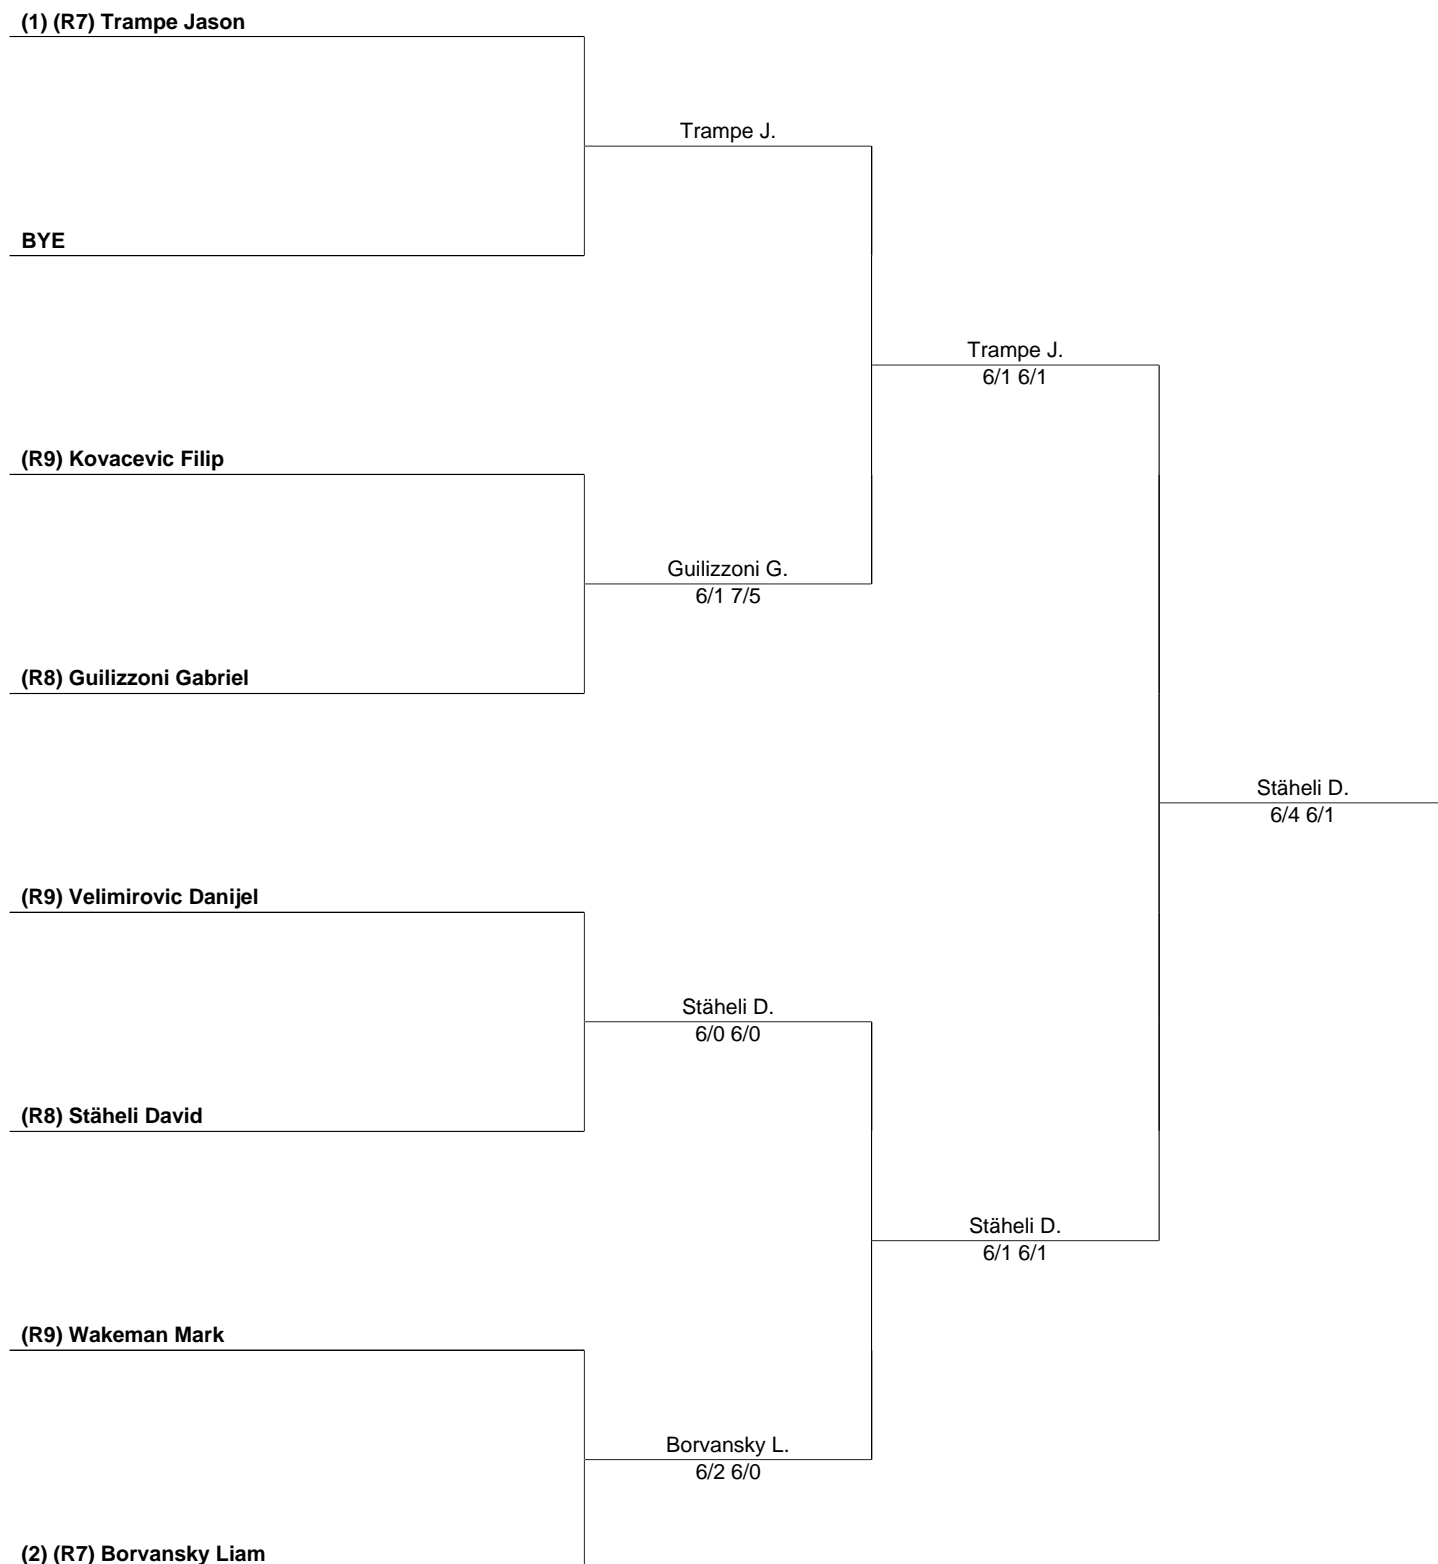 (1) (R7) Trampe Jason
Trampe J.
BYE
Trampe J.
6/1 6/1
(R9) Kovacevic Filip
Guilizzoni G.
6/1 7/5
(R8) Guilizzoni Gabriel
Stäheli D.
6/4 6/1
(R9) Velimirovic Danijel
Stäheli D.
6/0 6/0
(R8) Stäheli David
Stäheli D.
6/1 6/1
(R9) Wakeman Mark
Borvansky L.
6/2 6/0
(2) (R7) Borvansky Liam